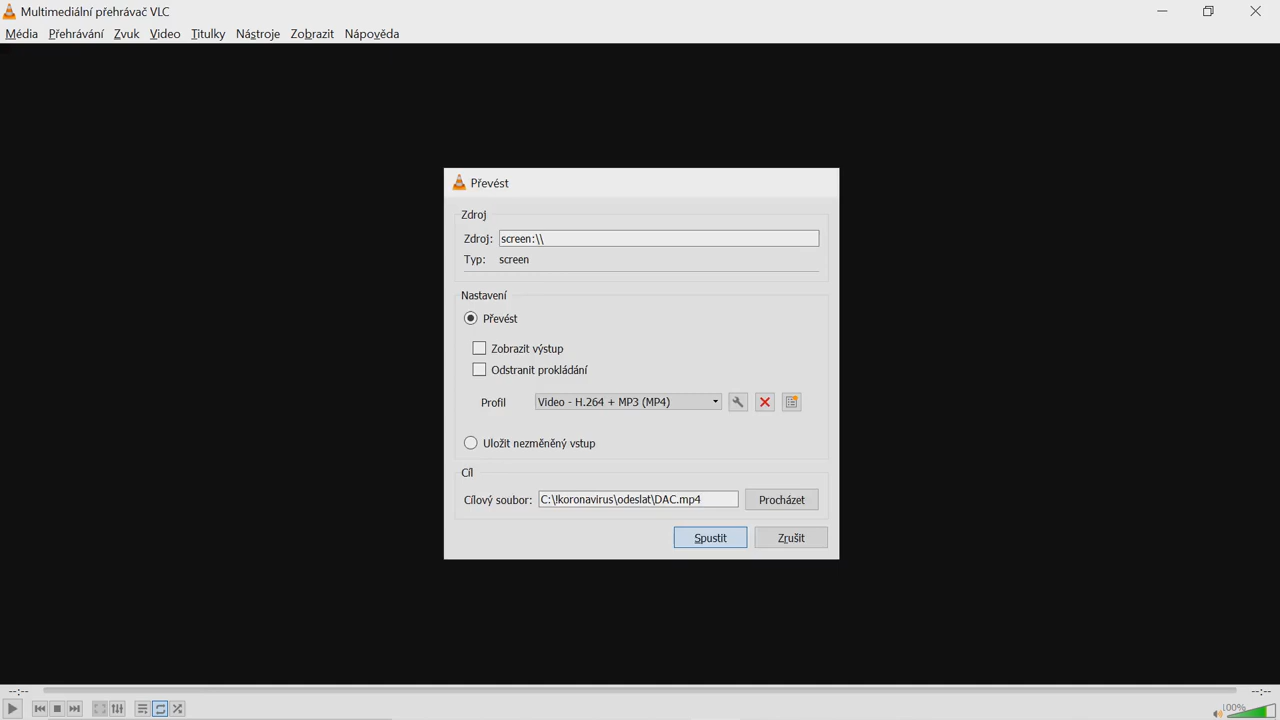 Multimediální přehrávač VLC
Média Přehrávání Zvuk Video Titulky Nástroje Zobrazit Nápověda
Převést
Zdroj
Zdroj: screen:\\
Typ: screen
Nastavení
Převést
Zobrazit výstup
Odstranit prokládání
Profil Video - H.264 + MP3 (MP4)
Uložit nezměněný vstup
Cíl
Cílový soubor: C:\!koronavirus\odeslat\DAC.mp4 Procházet
Spustit Zrušit
--:-- --:--
100%